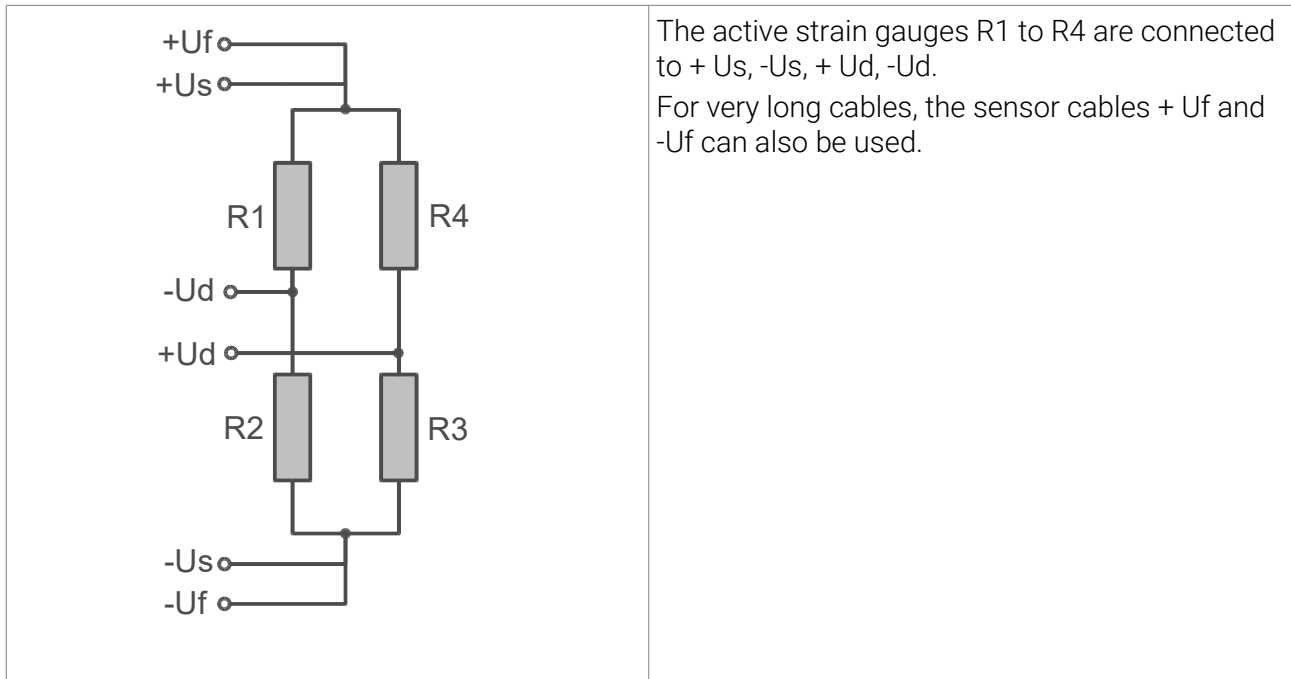 +Uf
+Us
R1
R4
-Ud
+Ud
R2
R3
-Us
-Uf
The active strain gauges R1 to R4 are connected
to + Us, -Us, + Ud, -Ud.
For very long cables, the sensor cables + Uf and
-Uf can also be used.